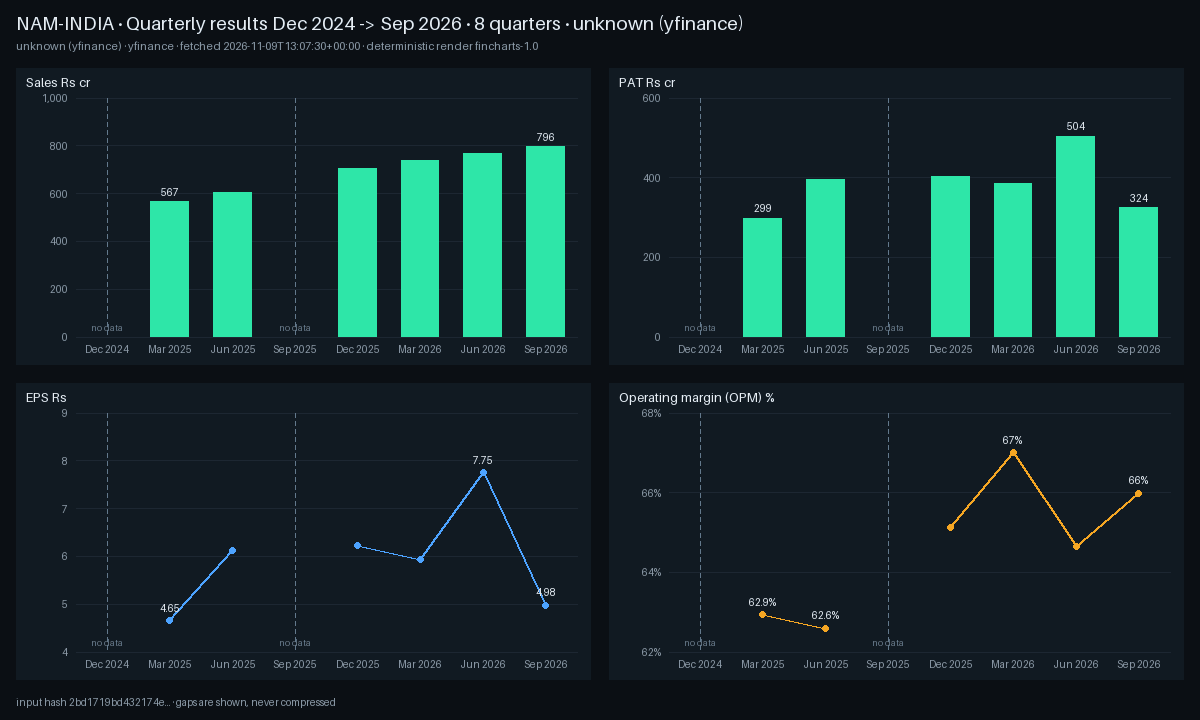 NAM-INDIA · Quarterly results Dec 2024 -> Sep 2026 · 8 quarters · unknown (yfinance)
unknown (yfinance) · yfinance · fetched 2026-11-09T13:07:30+00:00 · deterministic render fincharts-1.0
Sales Rs cr
1,000
800
600
400
200
0
567
796
no data
no data
Dec 2024
Mar 2025
Jun 2025
Sep 2025
Dec 2025
Mar 2026
Jun 2026
Sep 2026
PAT Rs cr
600
400
200
0
299
504
324
no data
no data
Dec 2024
Mar 2025
Jun 2025
Sep 2025
Dec 2025
Mar 2026
Jun 2026
Sep 2026
EPS Rs
9
8
7
6
5
4
4.65
7.75
4.98
no data
no data
Dec 2024
Mar 2025
Jun 2025
Sep 2025
Dec 2025
Mar 2026
Jun 2026
Sep 2026
Operating margin (OPM) %
68%
66%
64%
62%
62.9%
62.6%
67%
66%
no data
no data
Dec 2024
Mar 2025
Jun 2025
Sep 2025
Dec 2025
Mar 2026
Jun 2026
Sep 2026
input hash 2bd1719bd432174e… · gaps are shown, never compressed